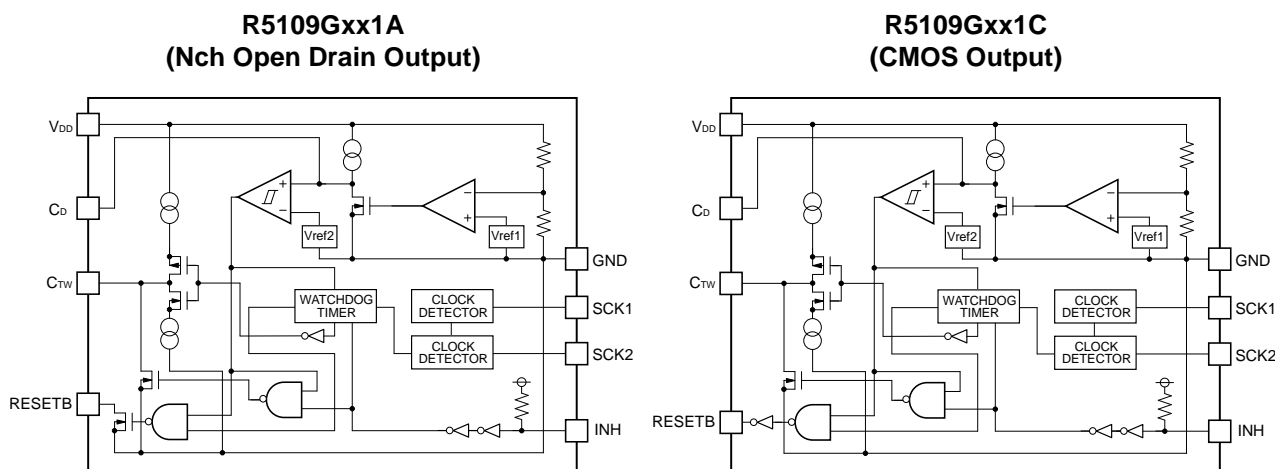 R5109Gxx1A
(Nch Open Drain Output)
VDD
CD
CTW
RESETB
+
−
Vref2
−
+
Vref1
WATCHDOG
TIMER
CLOCK
DETECTOR
CLOCK
DETECTOR
GND
SCK1
SCK2
INH
R5109Gxx1C
(CMOS Output)
VDD
CD
CTW
RESETB
+
−
Vref2
−
+
Vref1
WATCHDOG
TIMER
CLOCK
DETECTOR
CLOCK
DETECTOR
GND
SCK1
SCK2
INH